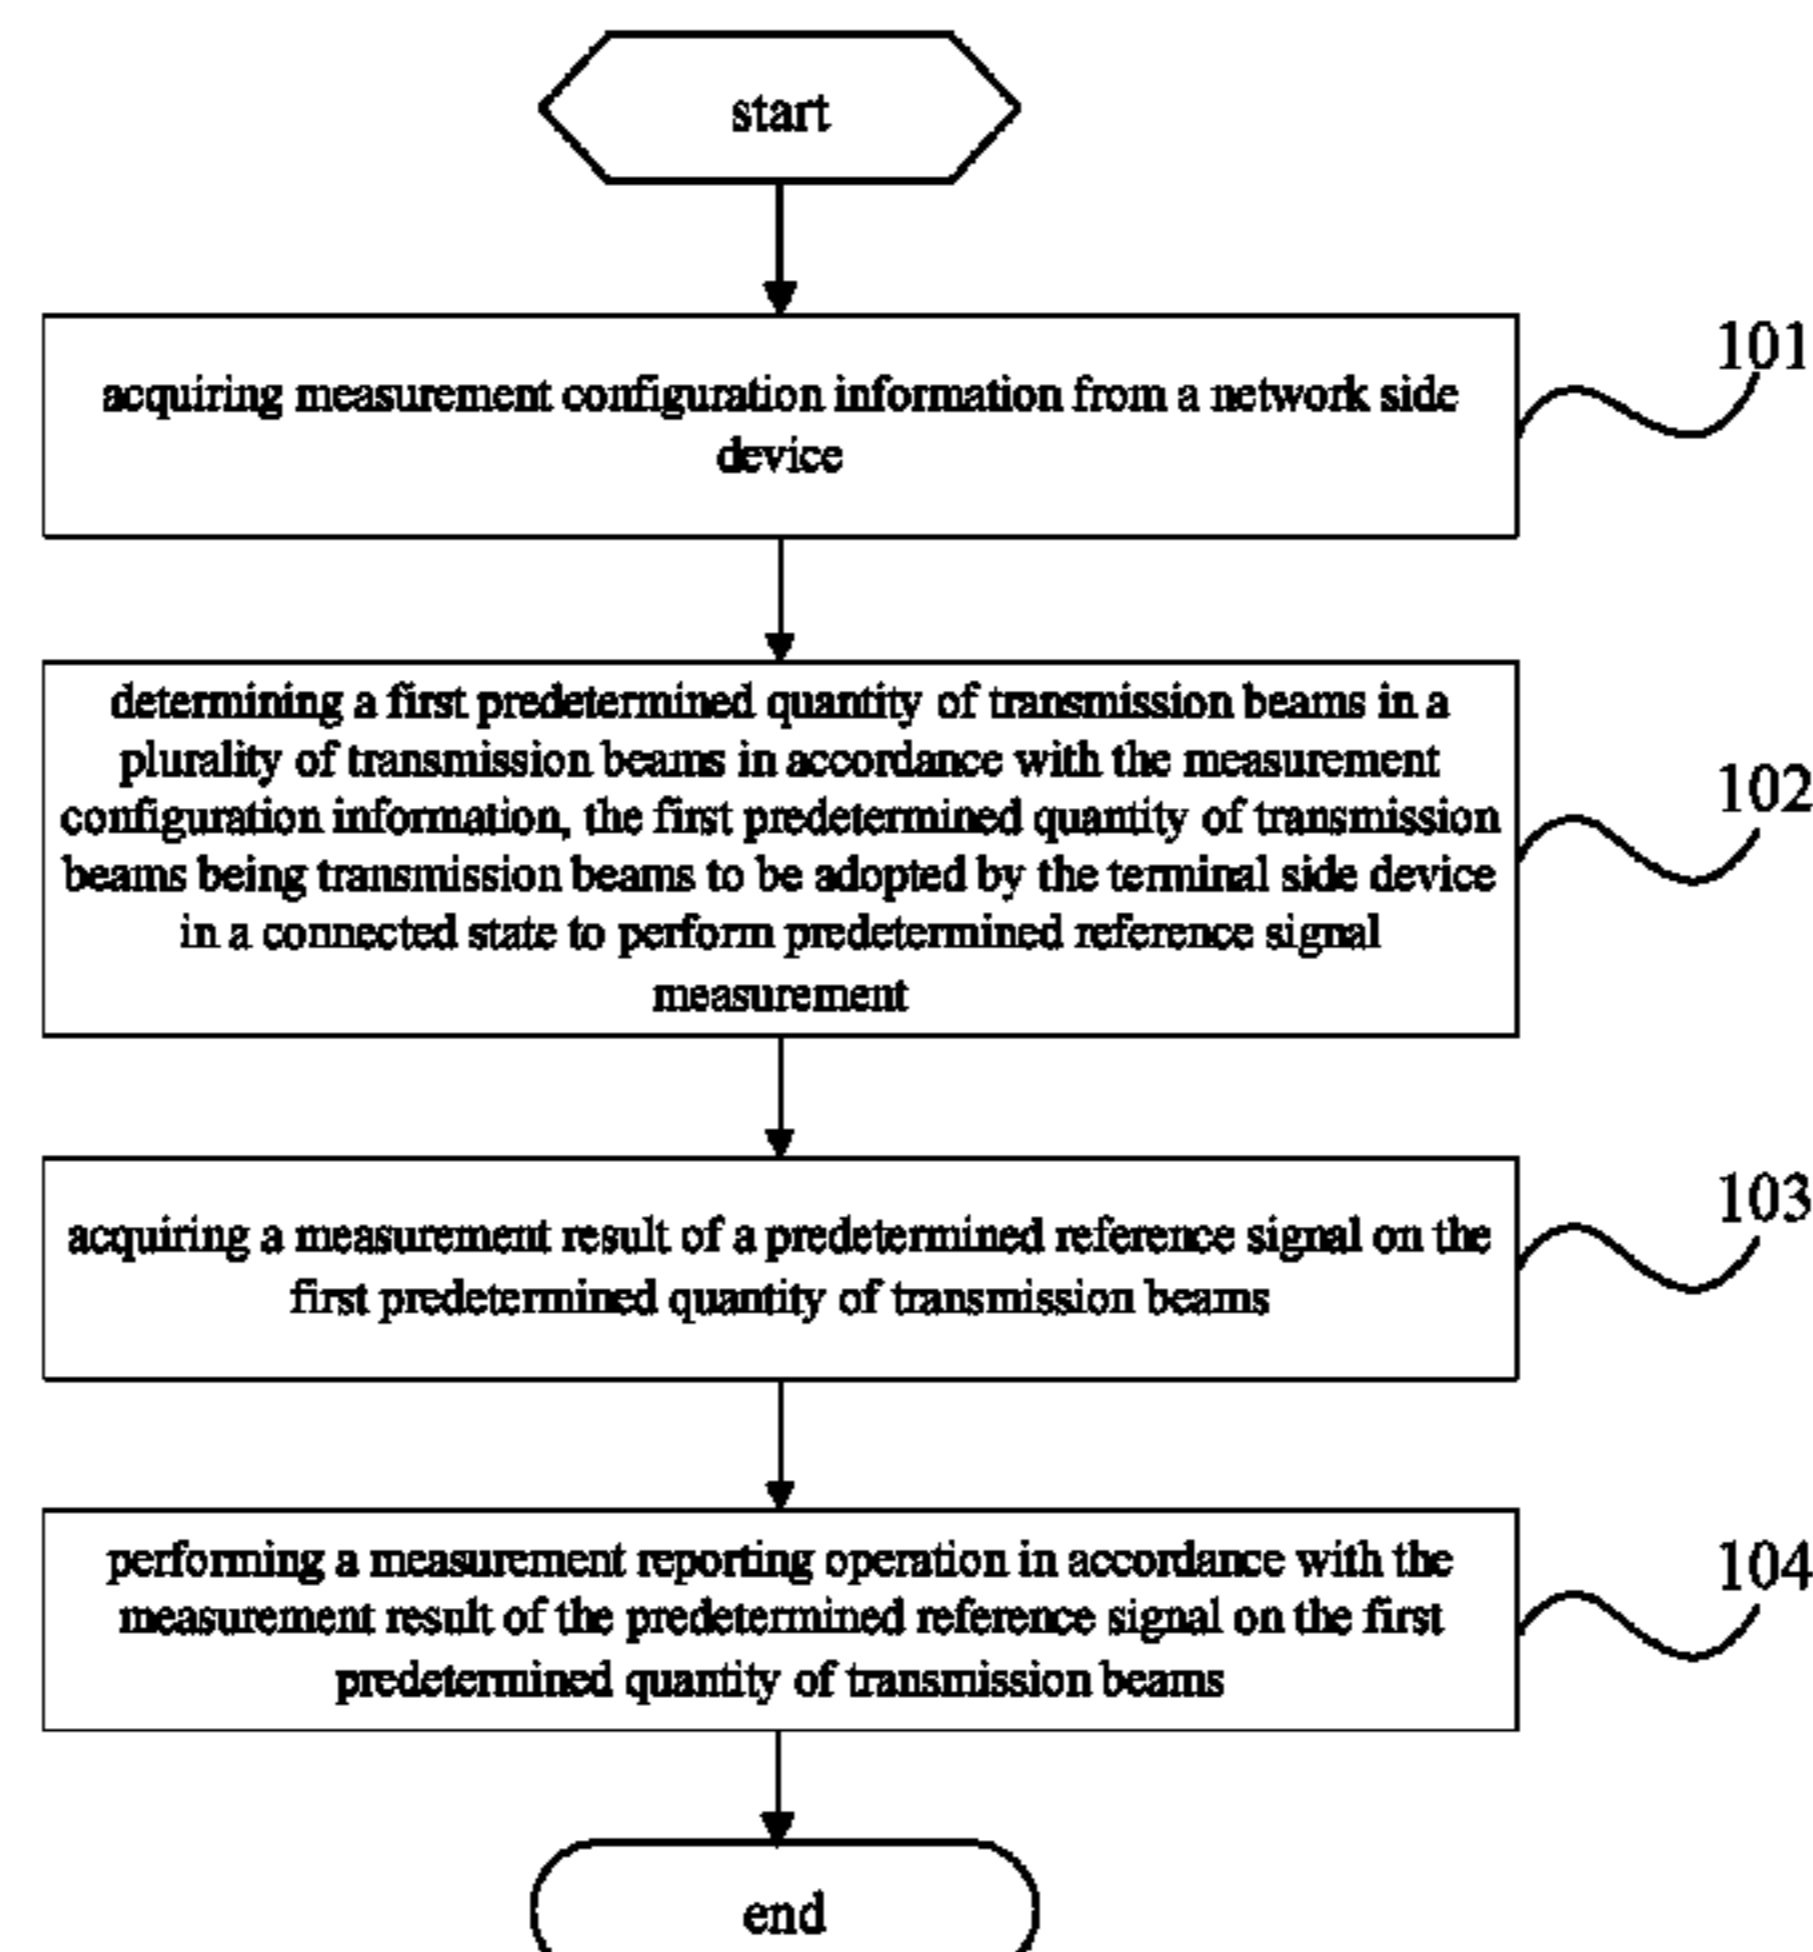 start
101
acquiring measurement configuration information from a network side
device
determining a first predetermined quantity of transmission beams in a
plurality of transmission beams in accordance with the measurement
102
configuration information, the first predetermined quantity of transmission
beams being transmission beams to be adopted by the terminal side device
in a connected state to perform predetermined reference signal
measurement
103
acquiring a measurement result of a predetermined reference signal on the
first predetermined quantity of transmission beams
104
performing a measurement reporting operation in accordance with the
measurement result of the predetermined reference signal on the first
predetermined quantity of transmission beams
end